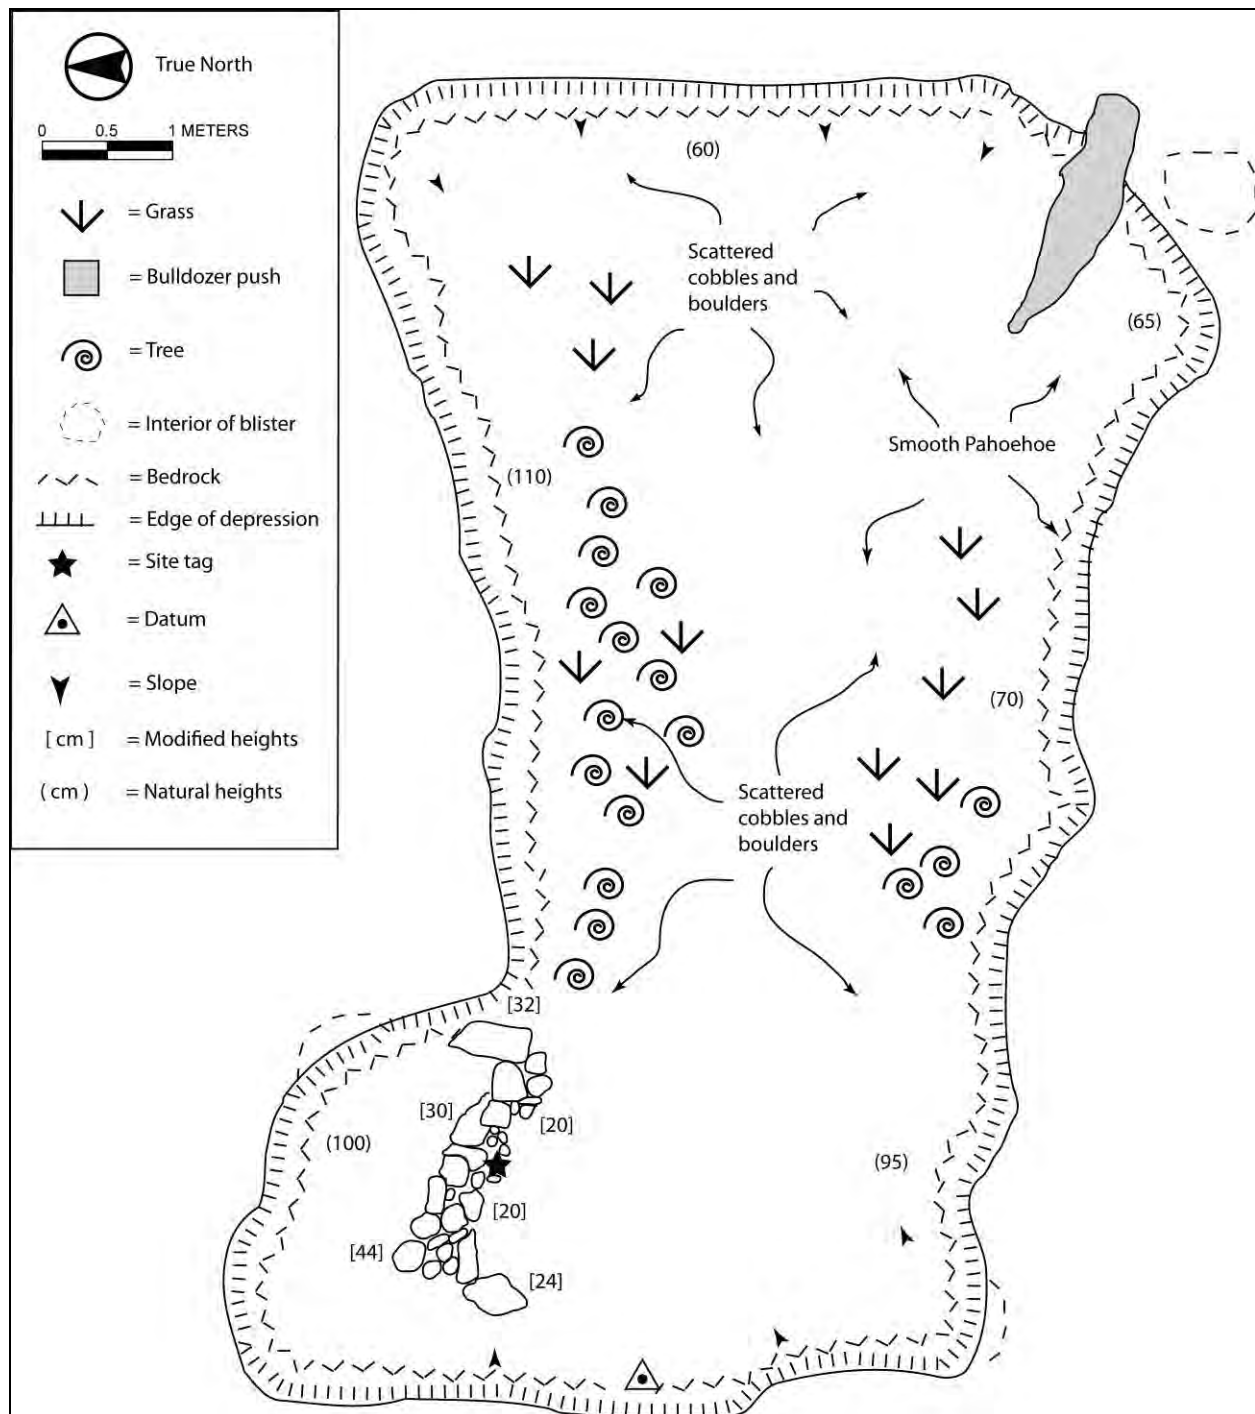 True North
0 0.5 1 METERS
= Grass
= Bulldozer push
= Tree
= Interior of blister
= Bedrock
= Edge of depression
= Site tag
= Datum
= Slope
[cm] = Modified heights
(cm) = Natural heights
(60)
Scattered
cobbles and
boulders
(65)
Smooth Pahoehoe
(110)
(70)
Scattered
cobbles and
boulders
[32]
[30]
[20]
(100)
(95)
[20]
[44]
[24]